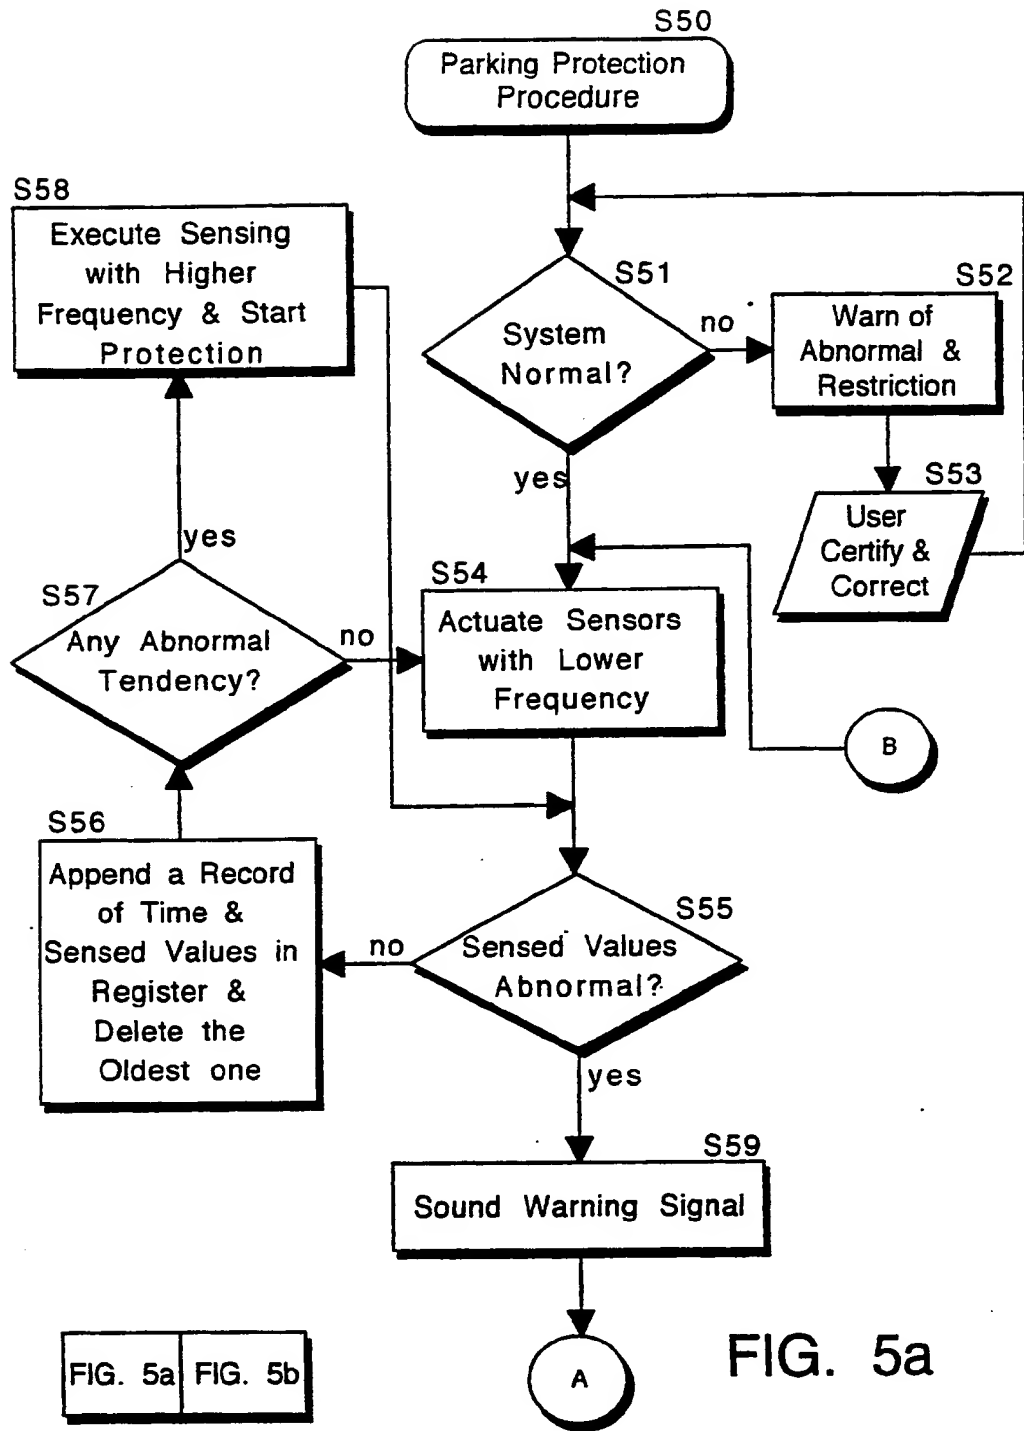 S50
Parking Protection
Procedure
S58
Execute Sensing
with Higher
Frequency & Start
Protection
S51
System
Normal?
no
S52
Warn of
Abnormal &
Restriction
yes
S53
User
Certify &
Correct
yes
S57
Any Abnormal
Tendency?
no
S54
Actuate Sensors
with Lower
Frequency
B
S56
Append a Record
of Time &
Sensed Values in
Register &
Delete the
Oldest one
no
S55
Sensed Values
Abnormal?
yes
S59
Sound Warning Signal
A
FIG. 5a
FIG. 5b
FIG. 5a